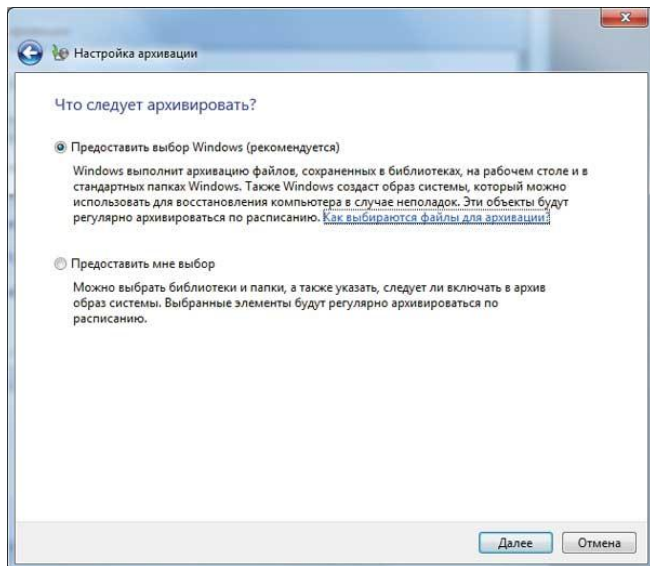 Настройка архивации
Что следует архивировать?
Предоставить выбор Windows (рекомендуется)
Windows выполнит архивацию файлов, сохраненных в библиотеках, на рабочем столе и в
стандартных папках Windows. Также Windows создаст образ системы, который можно
использовать для восстановления компьютера в случае неполадок. Эти объекты будут
регулярно архивироваться по расписанию. Как выбираются файлы для архивации?
Предоставить мне выбор
Можно выбрать библиотеки и папки, а также указать, следует ли включать в архив
образ системы. Выбранные элементы будут регулярно архивироваться по
расписанию.
Далее Отмена